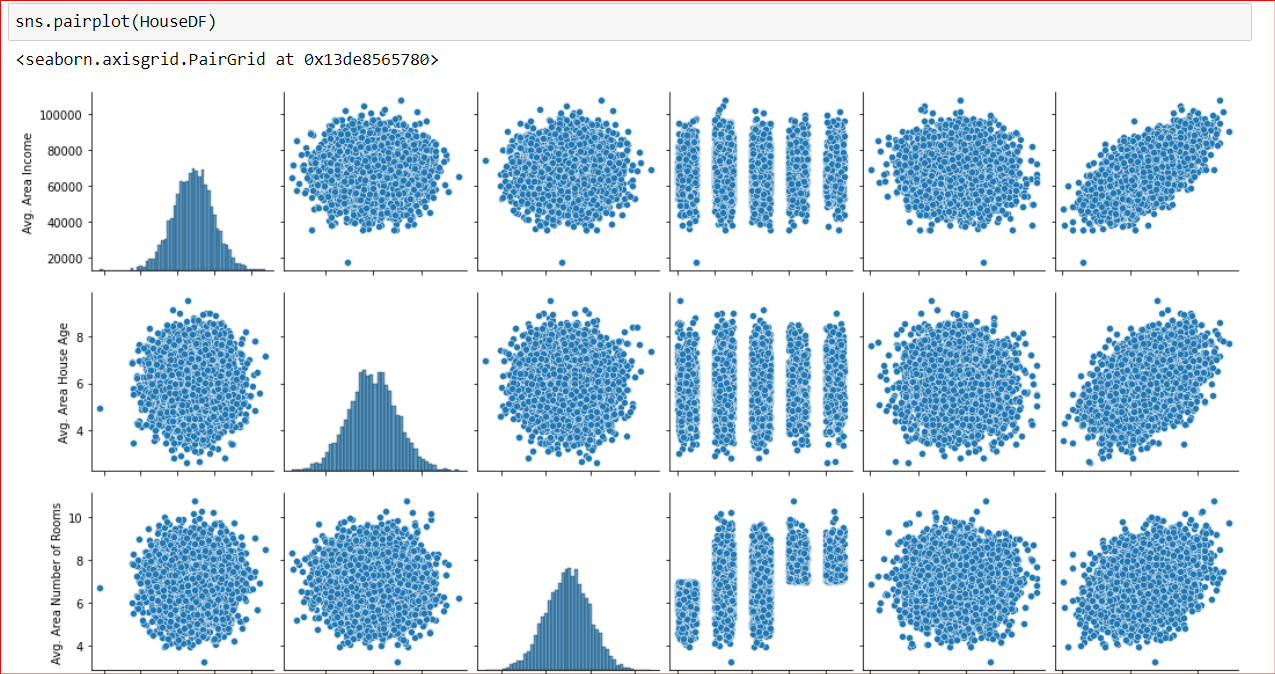 sns.pairplot(HouseDF)
<seaborn.axisgrid.PairGrid at 0x13de8565780>
Avg. Area Income
100000
80000
60000
40000
20000
Avg. Area House Age
8
6
4
Avg. Area Number of Rooms
10
8
6
4